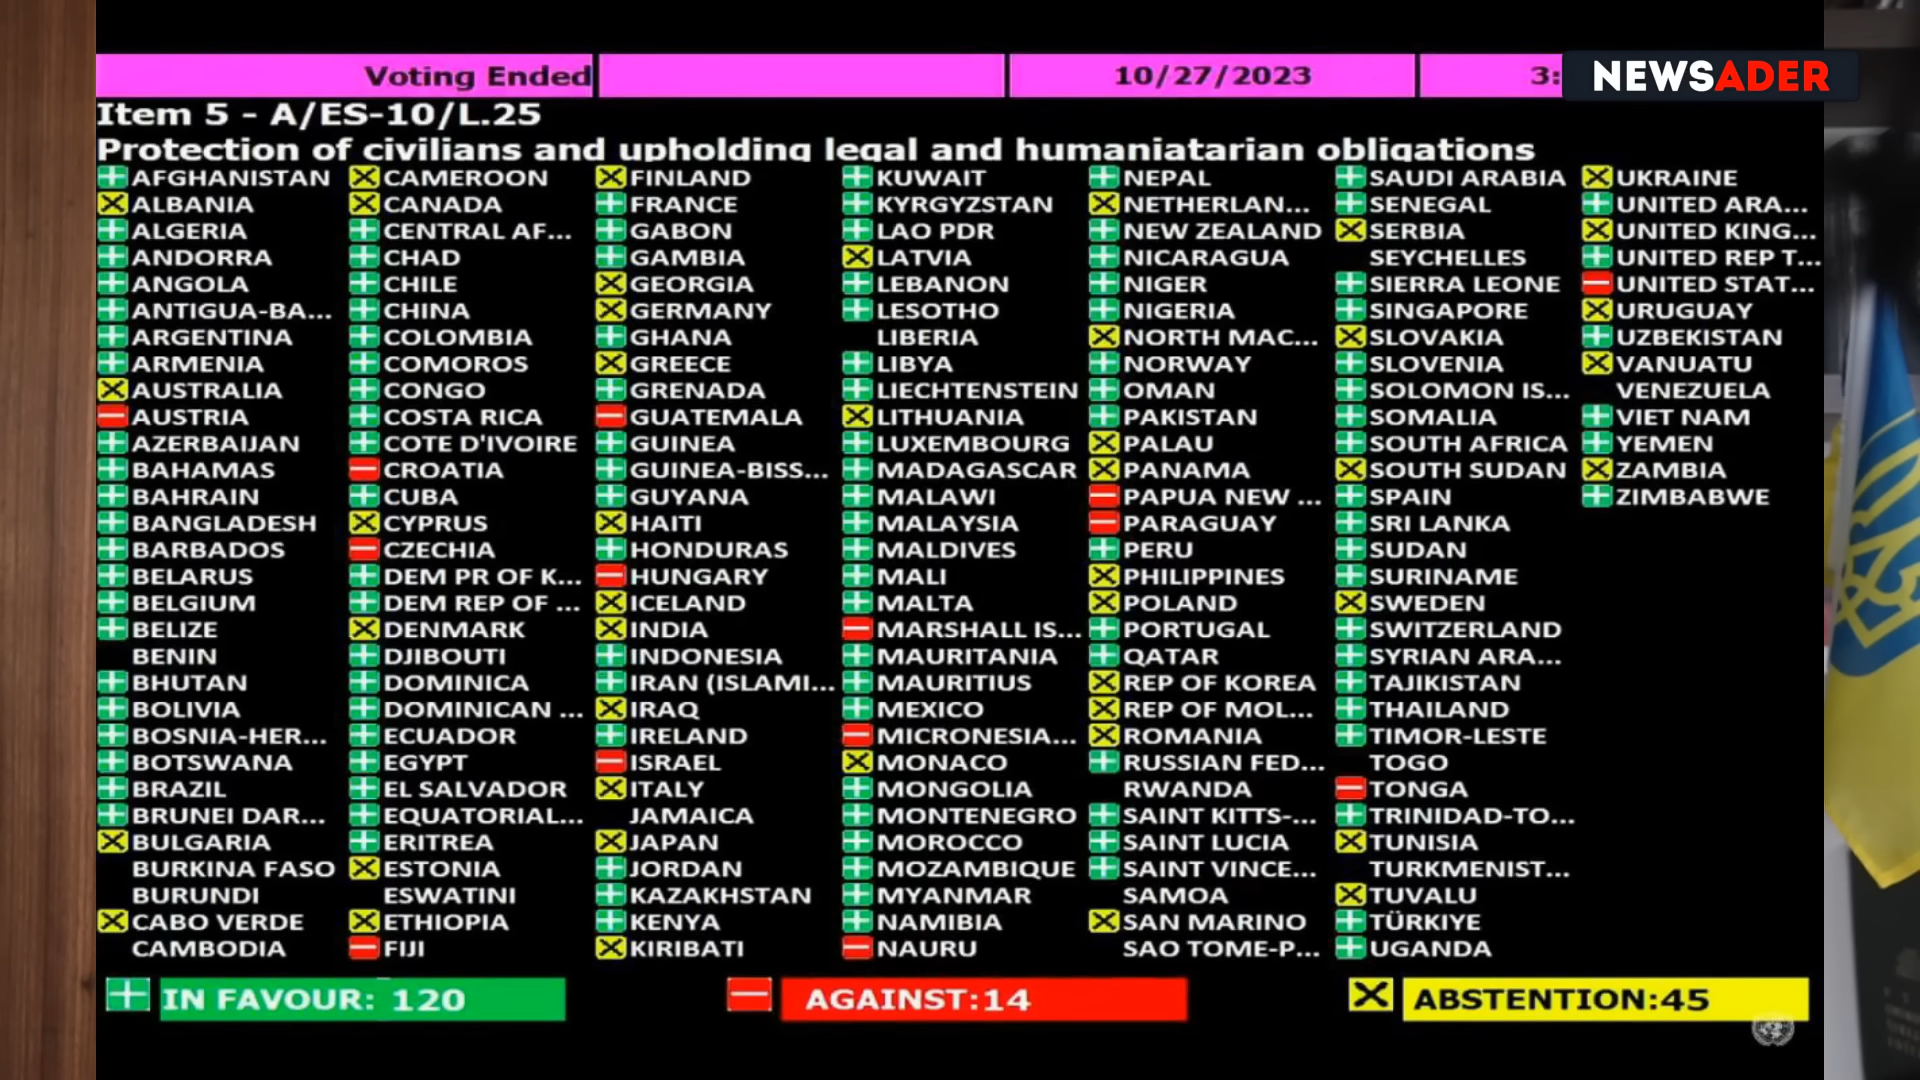 Voting Ended
10/27/2023
3:
NEWSADER
Item 5 - A/ES-10/L.25
Protection of civilians and upholding legal and humaniatarian obligations
AFGHANISTAN
ALBANIA
ALGERIA
ANDORRA
ANGOLA
ANTIGUA-BA...
ARGENTINA
ARMENIA
AUSTRALIA
AUSTRIA
AZERBAIJAN
BAHAMAS
BAHRAIN
BANGLADESH
BARBADOS
BELARUS
BELGIUM
BELIZE
BENIN
BHUTAN
BOLIVIA
BOSNIA-HER...
BOTSWANA
BRAZIL
BRUNEI DAR...
BULGARIA
BURKINA FASO
BURUNDI
CABO VERDE
CAMBODIA
CAMEROON
CANADA
CENTRAL AF...
CHAD
CHILE
CHINA
COLOMBIA
COMOROS
CONGO
COSTA RICA
COTE D'IVOIRE
CROATIA
CUBA
CYPRUS
CZECHIA
DEM PR OF K...
DEM REP OF ...
DENMARK
DJIBOUTI
DOMINICA
DOMINICAN ...
ECUADOR
EGYPT
EL SALVADOR
EQUATORIAL...
ERITREA
ESTONIA
ESWATINI
ETHIOPIA
FIJI
FINLAND
FRANCE
GABON
GAMBIA
GEORGIA
GERMANY
GHANA
GREECE
GRENADA
GUATEMALA
GUINEA
GUINEA-BISS...
GUYANA
HAITI
HONDURAS
HUNGARY
ICELAND
INDIA
INDONESIA
IRAN (ISLAMI...
IRAQ
IRELAND
ISRAEL
ITALY
JAMAICA
JAPAN
JORDAN
KAZAKHSTAN
KENYA
KIRIBATI
KUWAIT
KYRGYZSTAN
LAO PDR
LATVIA
LEBANON
LESOTHO
LIBERIA
LIBYA
LIECHTENSTEIN
LITHUANIA
LUXEMBOURG
MADAGASCAR
MALAWI
MALAYSIA
MALDIVES
MALI
MALTA
MARSHALL IS...
MAURITANIA
MAURITIUS
MEXICO
MICRONESIA...
MONACO
MONGOLIA
MONTENEGRO
MOROCCO
MOZAMBIQUE
MYANMAR
NAMIBIA
NAURU
NEPAL
NETHERLAN...
NEW ZEALAND
NICARAGUA
NIGER
NIGERIA
NORTH MAC...
NORWAY
OMAN
PAKISTAN
PALAU
PANAMA
PAPUA NEW ...
PARAGUAY
PERU
PHILIPPINES
POLAND
PORTUGAL
QATAR
REP OF KOREA
REP OF MOL...
ROMANIA
RUSSIAN FED...
RWANDA
SAINT KITTS-...
SAINT LUCIA
SAINT VINCE...
SAMOA
SAN MARINO
SAO TOME-P...
SAUDI ARABIA
SENEGAL
SERBIA
SEYCHELLES
SIERRA LEONE
SINGAPORE
SLOVAKIA
SLOVENIA
SOLOMON IS...
SOMALIA
SOUTH AFRICA
SOUTH SUDAN
SPAIN
SRI LANKA
SUDAN
SURINAME
SWEDEN
SWITZERLAND
SYRIAN ARA...
TAJIKISTAN
THAILAND
TIMOR-LESTE
TOGO
TONGA
TRINIDAD-TO...
TUNISIA
TURKMENIST...
TUVALU
TÜRKIYE
UGANDA
UKRAINE
UNITED ARA...
UNITED KING...
UNITED REP T...
UNITED STAT...
URUGUAY
UZBEKISTAN
VANUATU
VENEZUELA
VIET NAM
YEMEN
ZAMBIA
ZIMBABWE
IN FAVOUR: 120
AGAINST:14
ABSTENTION:45